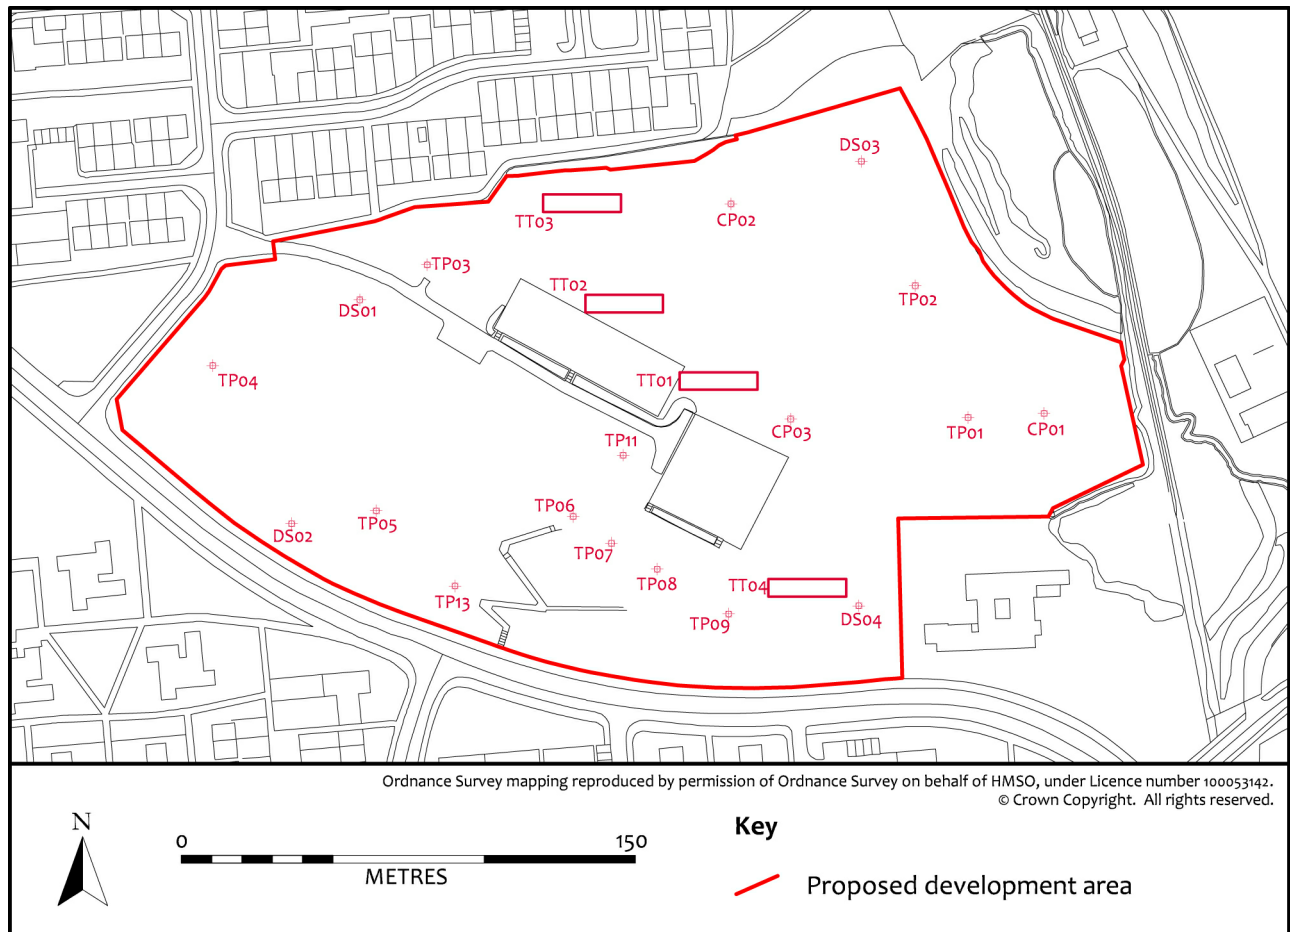 DS03
TT03
CP02
TP03
TT02
TP02
DS01
TP04
TT01
CP03
TP01
CP01
TP11
TP06
TP05
DS02
TP07
TP08
TT04
TP13
TP09
DS04
Ordnance Survey mapping reproduced by permission of Ordnance Survey on behalf of HMSO, under Licence number 100053142.
© Crown Copyright. All rights reserved.
N
0
150
METRES
Key
Proposed development area